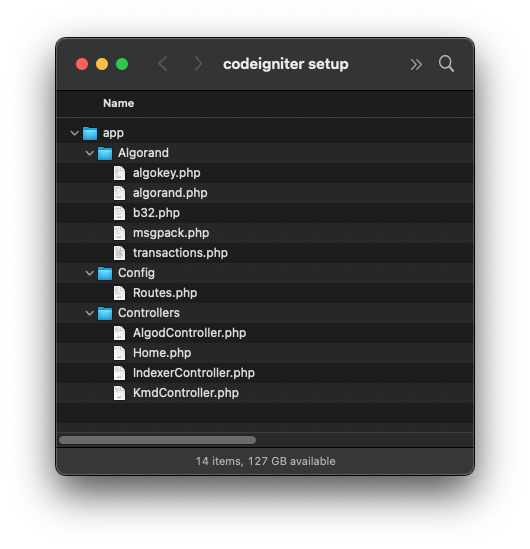 codeigniter setup
Name
app
Algorand
algokey.php
algorand.php
b32.php
msgpack.php
transactions.php
Config
Routes.php
Controllers
AlgodController.php
Home.php
IndexerController.php
KmdController.php
14 items, 127 GB available